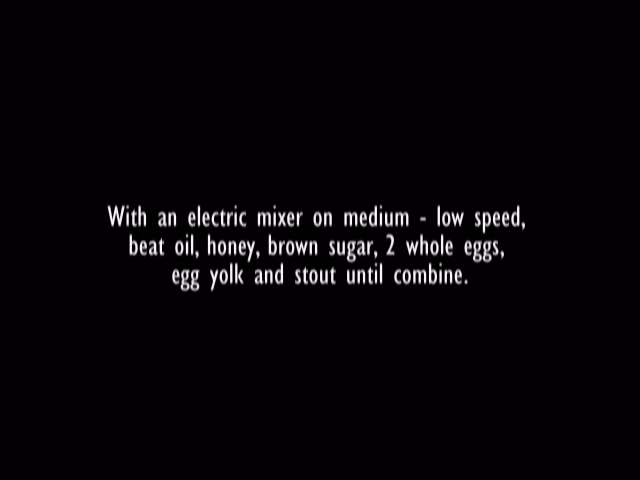 With an electric mixer on medium - low speed,
beat oil, honey, brown sugar, 2 whole eggs,
egg yolk and stout until combine.